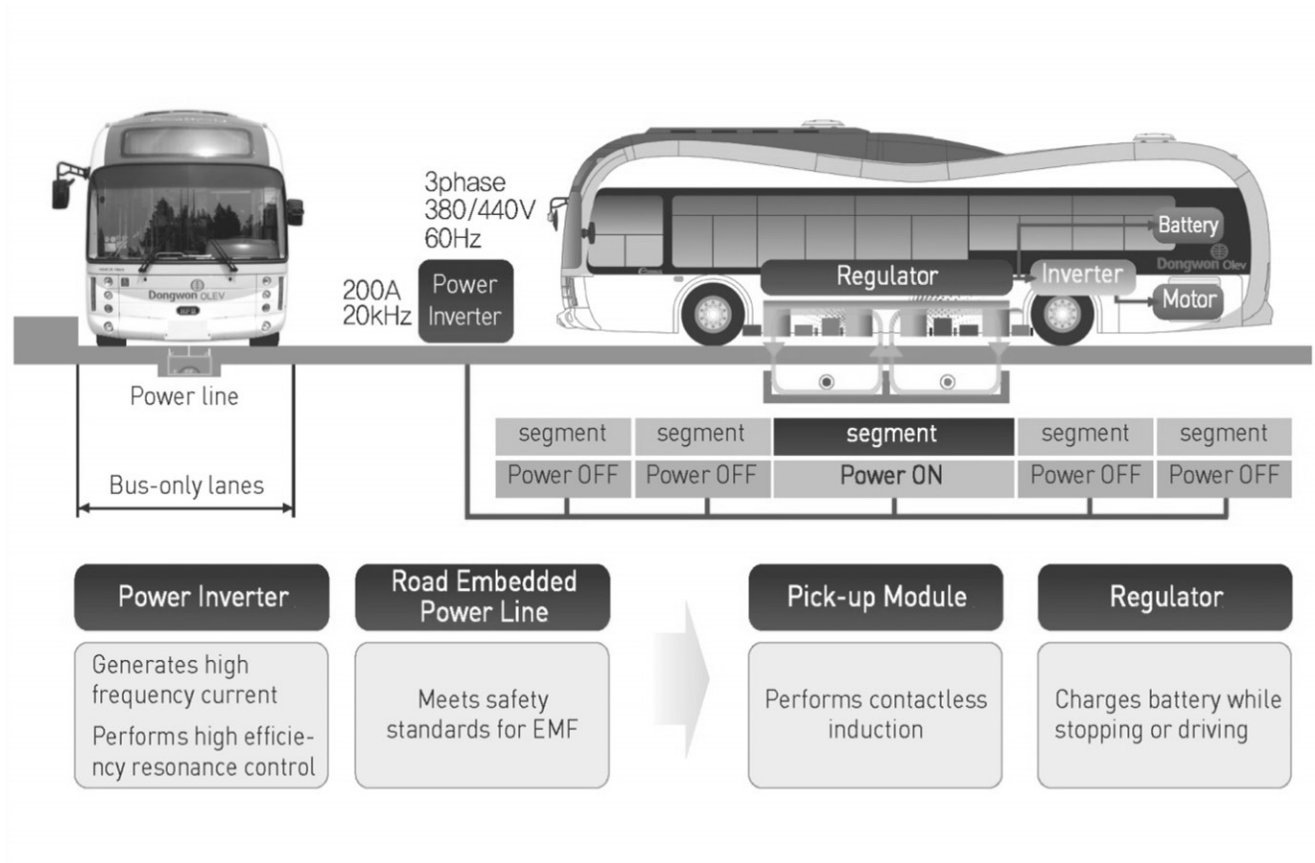 3phase
380/440V
60Hz
200A
20kHz
Power
Inverter
Dongwon OLEV
Power line
Bus-only lanes
Regulator
Battery
Dongwon Olev
Inverter
Motor
segment segment segment segment segment
Power OFF Power OFF Power ON Power OFF Power OFF
Power Inverter
Generates high
frequency current
Performs high efficie-
ncy resonance control
Road Embedded
Power Line
Meets safety
standards for EMF
Pick-up Module
Performs contactless
induction
Regulator
Charges battery while
stopping or driving